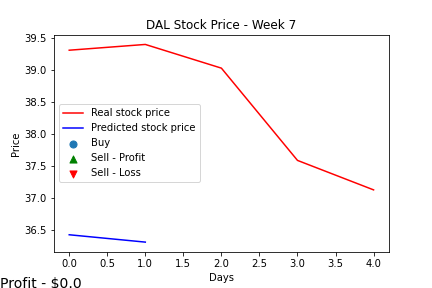 DAL Stock Price - Week 7
39.5
39.0
38.5
38.0
37.5
37.0
36.5
Price
Real stock price
Predicted stock price
Buy
Sell - Profit
Sell - Loss
0.0 0.5 1.0 1.5 2.0 2.5 3.0 3.5 4.0
Days
Profit - $0.0